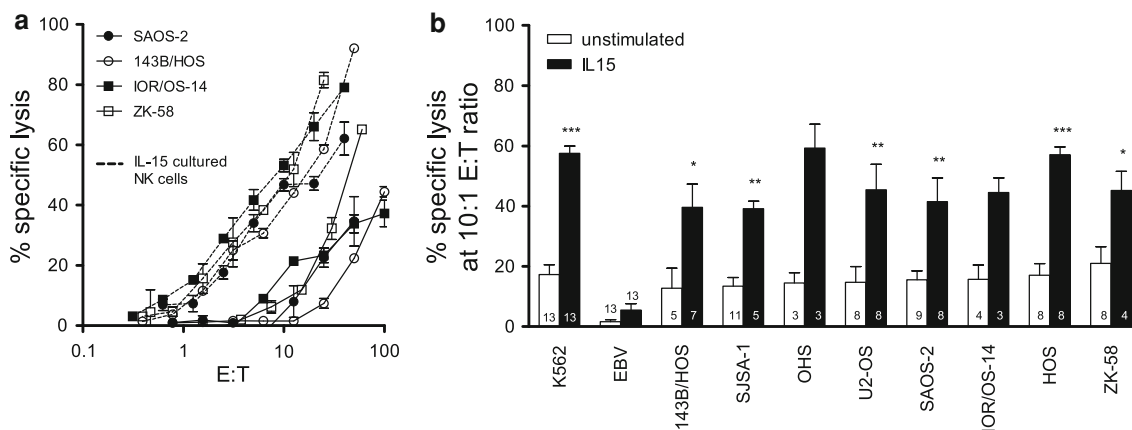 a
SAOS-2
143B/HOS
IOR/OS-14
ZK-58
IL-15 cultured
NK cells
% specific lysis
100
80
60
40
20
0
0.1 1 10 100
E:T
b
unstimulated
IL15
% specific lysis
at 10:1 E:T ratio
100
80
60
40
20
0
*** * ** ** ** *** *
13 13 13 13 5 7 11 5 3 3 8 8 9 8 4 3 8 8 8 4
K562
EBV
143B/HOS
SJSA-1
OHS
U2-OS
SAOS-2
IOR/OS-14
HOS
ZK-58